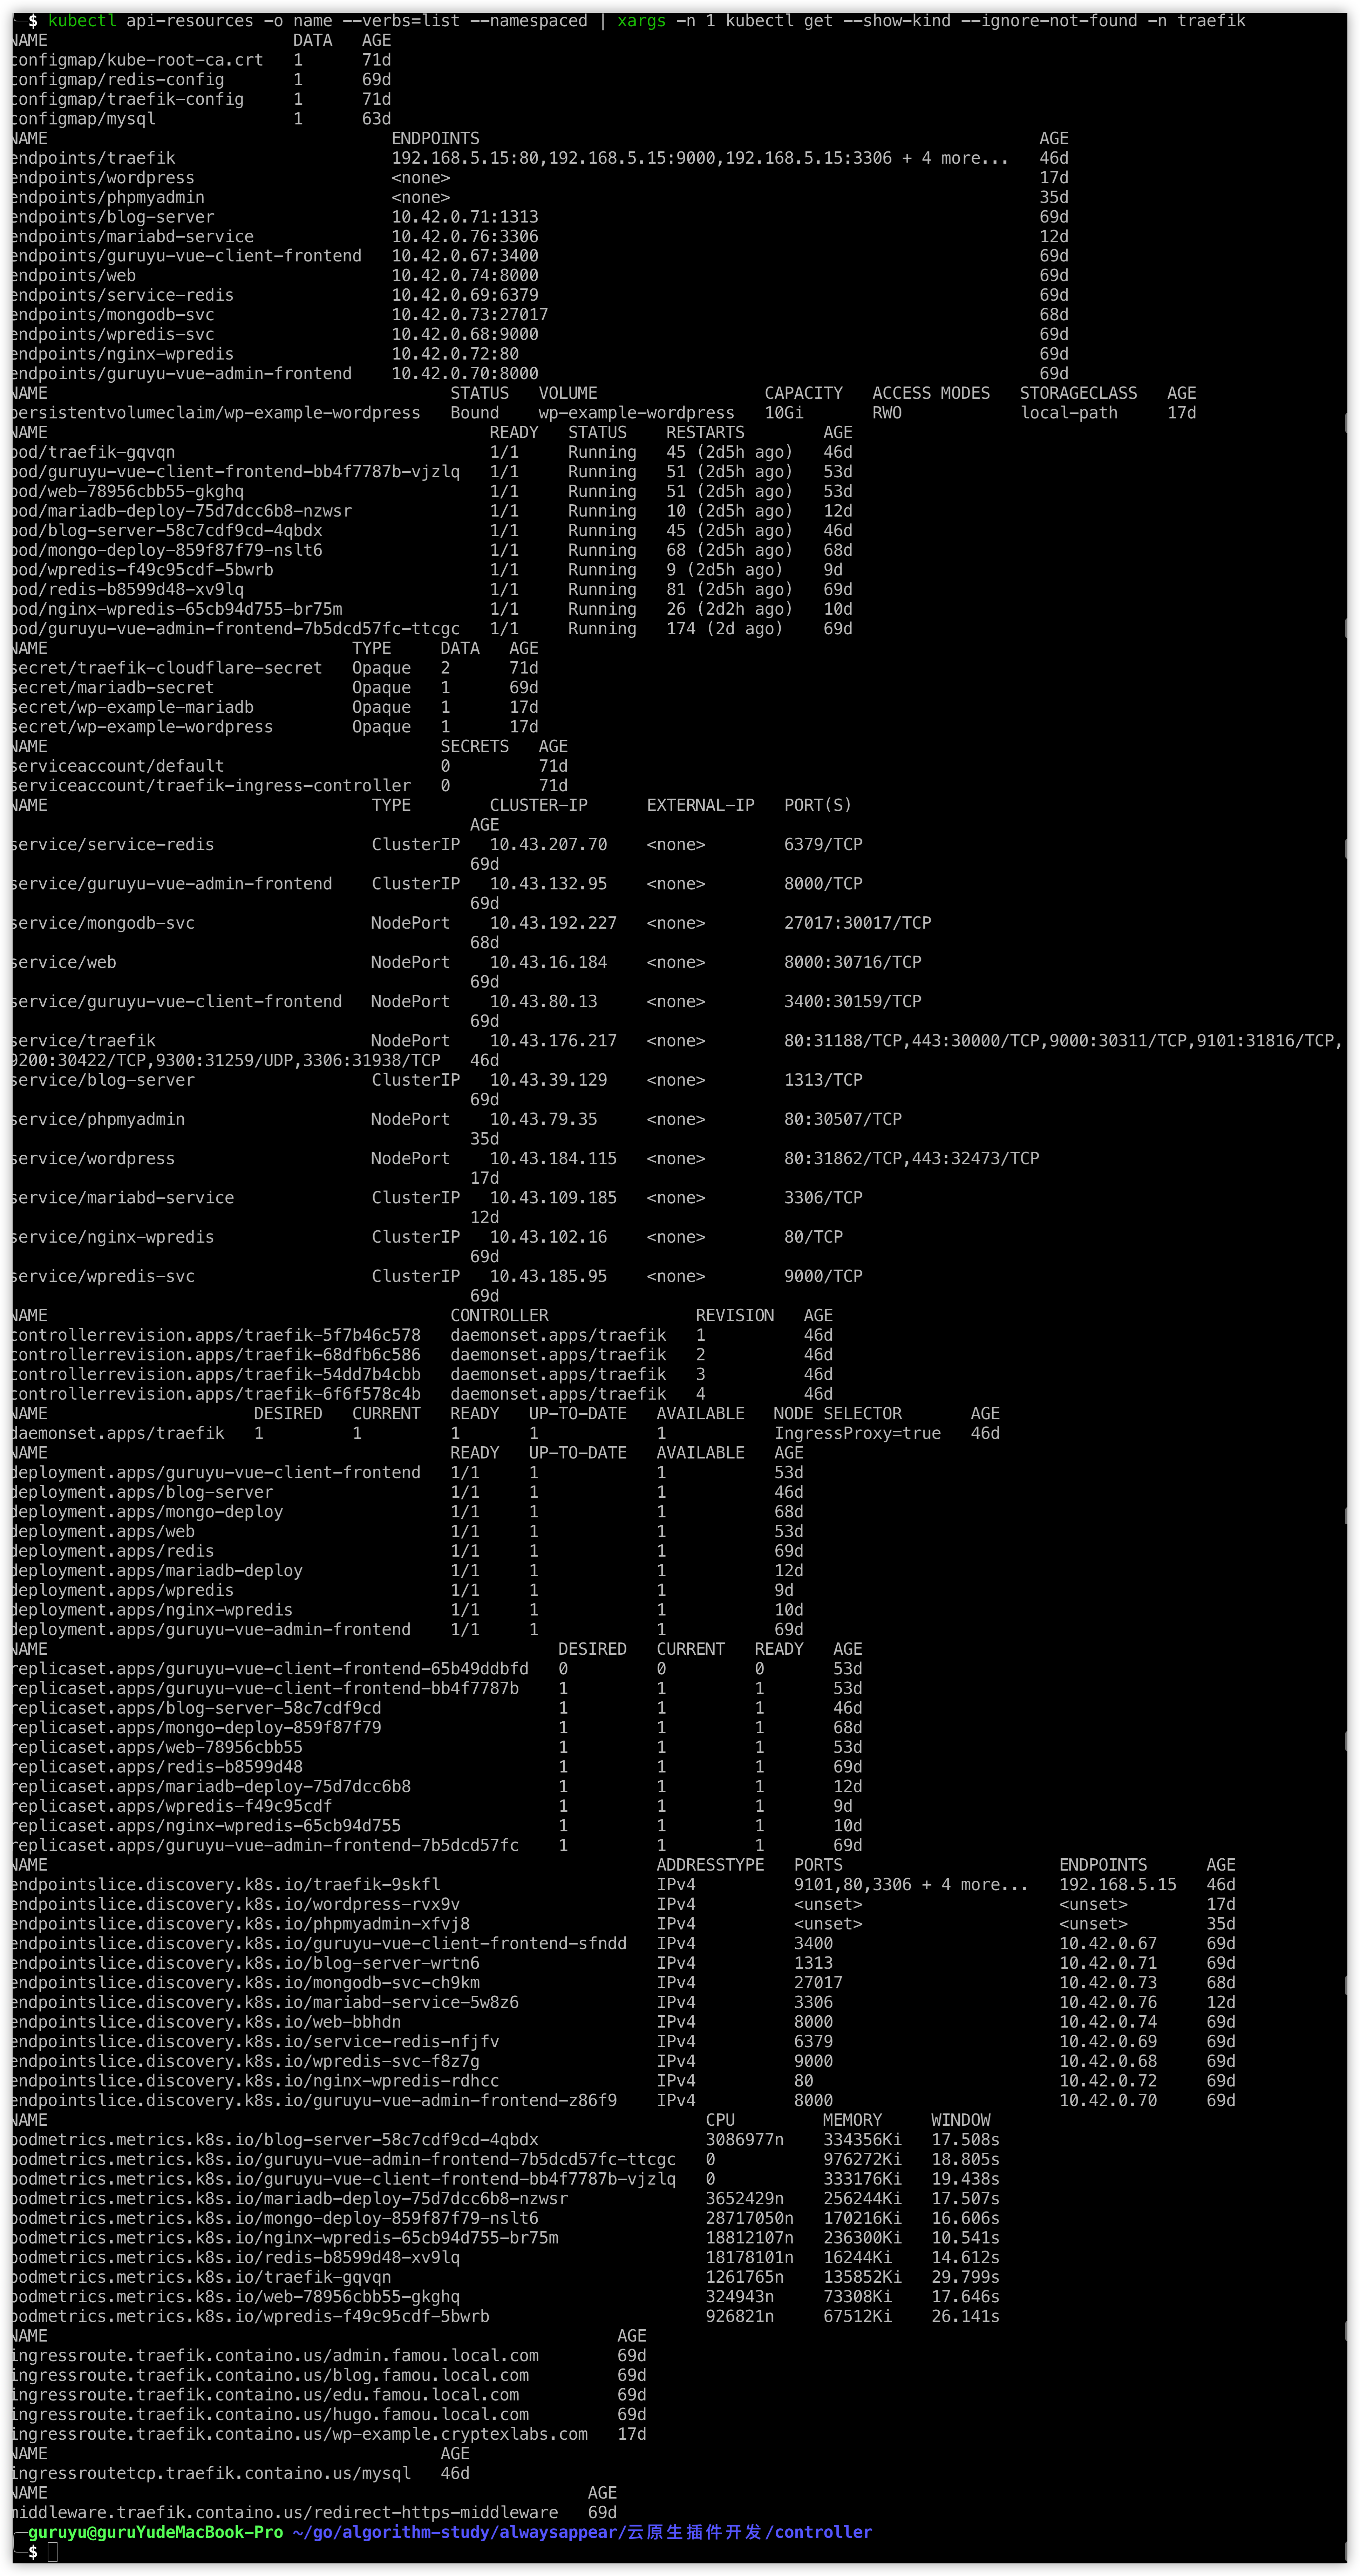 $ kubectl api-resources -o name --verbs=list --namespaced | xargs -n 1 kubectl get --show-kind --ignore-not-found -n traefik
NAME                         DATA   AGE
configmap/kube-root-ca.crt   1      71d
configmap/redis-config       1      69d
configmap/traefik-config     1      71d
configmap/mysql              1      63d
NAME                                   ENDPOINTS                                                         AGE
endpoints/traefik                      192.168.5.15:80,192.168.5.15:9000,192.168.5.15:3306 + 4 more...   46d
endpoints/wordpress                    <none>                                                            17d
endpoints/phpmyadmin                   <none>                                                            35d
endpoints/blog-server                  10.42.0.71:1313                                                   69d
endpoints/mariabd-service              10.42.0.76:3306                                                   12d
endpoints/guruyu-vue-client-frontend   10.42.0.67:3400                                                   69d
endpoints/web                          10.42.0.74:8000                                                   69d
endpoints/service-redis                10.42.0.69:6379                                                   69d
endpoints/mongodb-svc                  10.42.0.73:27017                                                  68d
endpoints/wpredis-svc                  10.42.0.68:9000                                                   69d
endpoints/nginx-wpredis                10.42.0.72:80                                                     69d
endpoints/guruyu-vue-admin-frontend    10.42.0.70:8000                                                   69d
NAME                                         STATUS   VOLUME                 CAPACITY   ACCESS MODES   STORAGECLASS   AGE
persistentvolumeclaim/wp-example-wordpress   Bound    wp-example-wordpress   10Gi       RWO            local-path     17d
NAME                                             READY   STATUS    RESTARTS        AGE
pod/traefik-gqvqn                                1/1     Running   45 (2d5h ago)   46d
pod/guruyu-vue-client-frontend-bb4f7787b-vjzlq   1/1     Running   51 (2d5h ago)   53d
pod/web-78956cbb55-gkghq                         1/1     Running   51 (2d5h ago)   53d
pod/mariadb-deploy-75d7dcc6b8-nzwsr              1/1     Running   10 (2d5h ago)   12d
pod/blog-server-58c7cdf9cd-4qbdx                 1/1     Running   45 (2d5h ago)   46d
pod/mongo-deploy-859f87f79-nslt6                 1/1     Running   68 (2d5h ago)   68d
pod/wpredis-f49c95cdf-5bwrb                      1/1     Running   9 (2d5h ago)    9d
pod/redis-b8599d48-xv9lq                         1/1     Running   81 (2d5h ago)   69d
pod/nginx-wpredis-65cb94d755-br75m               1/1     Running   26 (2d2h ago)   10d
pod/guruyu-vue-admin-frontend-7b5dcd57fc-ttcgc   1/1     Running   174 (2d ago)    69d
NAME                               TYPE     DATA   AGE
secret/traefik-cloudflare-secret   Opaque   2      71d
secret/mariadb-secret              Opaque   1      69d
secret/wp-example-mariadb          Opaque   1      17d
secret/wp-example-wordpress        Opaque   1      17d
NAME                                        SECRETS   AGE
serviceaccount/default                      0         71d
serviceaccount/traefik-ingress-controller   0         71d
NAME                                 TYPE        CLUSTER-IP      EXTERNAL-IP   PORT(S)
AGE
service/service-redis                ClusterIP   10.43.207.70    <none>        6379/TCP
69d
service/guruyu-vue-admin-frontend    ClusterIP   10.43.132.95    <none>        8000/TCP
69d
service/mongodb-svc                  NodePort    10.43.192.227   <none>        27017:30017/TCP
68d
service/web                          NodePort    10.43.16.184    <none>        8000:30716/TCP
69d
service/guruyu-vue-client-frontend   NodePort    10.43.80.13     <none>        3400:30159/TCP
69d
service/traefik                      NodePort    10.43.176.217   <none>        80:31188/TCP,443:30000/TCP,9000:30311/TCP,9101:31816/TCP,
9200:30422/TCP,9300:31259/UDP,3306:31938/TCP   46d
service/blog-server                  ClusterIP   10.43.39.129    <none>        1313/TCP
69d
service/phpmyadmin                   NodePort    10.43.79.35     <none>        80:30507/TCP
35d
service/wordpress                    NodePort    10.43.184.115   <none>        80:31862/TCP,443:32473/TCP
17d
service/mariabd-service              ClusterIP   10.43.109.185   <none>        3306/TCP
12d
service/nginx-wpredis                ClusterIP   10.43.102.16    <none>        80/TCP
69d
service/wpredis-svc                  ClusterIP   10.43.185.95    <none>        9000/TCP
69d
NAME                                         CONTROLLER               REVISION   AGE
controllerrevision.apps/traefik-5f7b46c578   daemonset.apps/traefik   1          46d
controllerrevision.apps/traefik-68dfb6c586   daemonset.apps/traefik   2          46d
controllerrevision.apps/traefik-54dd7b4cbb   daemonset.apps/traefik   3          46d
controllerrevision.apps/traefik-6f6f578c4b   daemonset.apps/traefik   4          46d
NAME                     DESIRED   CURRENT   READY   UP-TO-DATE   AVAILABLE   NODE SELECTOR       AGE
daemonset.apps/traefik   1         1         1       1            1           IngressProxy=true   46d
NAME                                         READY   UP-TO-DATE   AVAILABLE   AGE
deployment.apps/guruyu-vue-client-frontend   1/1     1            1           53d
deployment.apps/blog-server                  1/1     1            1           46d
deployment.apps/mongo-deploy                 1/1     1            1           68d
deployment.apps/web                          1/1     1            1           53d
deployment.apps/redis                        1/1     1            1           69d
deployment.apps/mariadb-deploy               1/1     1            1           12d
deployment.apps/wpredis                      1/1     1            1           9d
deployment.apps/nginx-wpredis                1/1     1            1           10d
deployment.apps/guruyu-vue-admin-frontend    1/1     1            1           69d
NAME                                                    DESIRED   CURRENT   READY   AGE
replicaset.apps/guruyu-vue-client-frontend-65b49ddbfd   0         0         0       53d
replicaset.apps/guruyu-vue-client-frontend-bb4f7787b    1         1         1       53d
replicaset.apps/blog-server-58c7cdf9cd                  1         1         1       46d
replicaset.apps/mongo-deploy-859f87f79                  1         1         1       68d
replicaset.apps/web-78956cbb55                          1         1         1       53d
replicaset.apps/redis-b8599d48                          1         1         1       69d
replicaset.apps/mariadb-deploy-75d7dcc6b8               1         1         1       12d
replicaset.apps/wpredis-f49c95cdf                       1         1         1       9d
replicaset.apps/nginx-wpredis-65cb94d755                1         1         1       10d
replicaset.apps/guruyu-vue-admin-frontend-7b5dcd57fc    1         1         1       69d
NAME                                                              ADDRESSTYPE   PORTS                      ENDPOINTS      AGE
endpointslice.discovery.k8s.io/traefik-9skfl                      IPv4          9101,80,3306 + 4 more...   192.168.5.15   46d
endpointslice.discovery.k8s.io/wordpress-rvx9v                    IPv4          <unset>                    <unset>        17d
endpointslice.discovery.k8s.io/phpmyadmin-xfvj8                   IPv4          <unset>                    <unset>        35d
endpointslice.discovery.k8s.io/guruyu-vue-client-frontend-sfndd   IPv4          3400                       10.42.0.67     69d
endpointslice.discovery.k8s.io/blog-server-wrtn6                  IPv4          1313                       10.42.0.71     69d
endpointslice.discovery.k8s.io/mongodb-svc-ch9km                  IPv4          27017                      10.42.0.73     68d
endpointslice.discovery.k8s.io/mariabd-service-5w8z6              IPv4          3306                       10.42.0.76     12d
endpointslice.discovery.k8s.io/web-bbhdn                          IPv4          8000                       10.42.0.74     69d
endpointslice.discovery.k8s.io/service-redis-nfjfv                IPv4          6379                       10.42.0.69     69d
endpointslice.discovery.k8s.io/wpredis-svc-f8z7g                  IPv4          9000                       10.42.0.68     69d
endpointslice.discovery.k8s.io/nginx-wpredis-rdhcc                IPv4          80                         10.42.0.72     69d
endpointslice.discovery.k8s.io/guruyu-vue-admin-frontend-z86f9    IPv4          8000                       10.42.0.70     69d
NAME                                                                   CPU         MEMORY     WINDOW
podmetrics.metrics.k8s.io/blog-server-58c7cdf9cd-4qbdx                 3086977n    334356Ki   17.508s
podmetrics.metrics.k8s.io/guruyu-vue-admin-frontend-7b5dcd57fc-ttcgc   0           976272Ki   18.805s
podmetrics.metrics.k8s.io/guruyu-vue-client-frontend-bb4f7787b-vjzlq   0           333176Ki   19.438s
podmetrics.metrics.k8s.io/mariadb-deploy-75d7dcc6b8-nzwsr              3652429n    256244Ki   17.507s
podmetrics.metrics.k8s.io/mongo-deploy-859f87f79-nslt6                 28717050n   170216Ki   16.606s
podmetrics.metrics.k8s.io/nginx-wpredis-65cb94d755-br75m               18812107n   236300Ki   10.541s
podmetrics.metrics.k8s.io/redis-b8599d48-xv9lq                         18178101n   16244Ki    14.612s
podmetrics.metrics.k8s.io/traefik-gqvqn                                1261765n    135852Ki   29.799s
podmetrics.metrics.k8s.io/web-78956cbb55-gkghq                         324943n     73308Ki    17.646s
podmetrics.metrics.k8s.io/wpredis-f49c95cdf-5bwrb                      926821n     67512Ki    26.141s
NAME                                                          AGE
ingressroute.traefik.containo.us/admin.famou.local.com        69d
ingressroute.traefik.containo.us/blog.famou.local.com         69d
ingressroute.traefik.containo.us/edu.famou.local.com          69d
ingressroute.traefik.containo.us/hugo.famou.local.com         69d
ingressroute.traefik.containo.us/wp-example.cryptexlabs.com   17d
NAME                                        AGE
ingressroutetcp.traefik.containo.us/mysql   46d
NAME                                                       AGE
middleware.traefik.containo.us/redirect-https-middleware   69d
guruyu@guruYudeMacBook-Pro ~/go/algorithm-study/alwaysappear/云原生插件开发/controller
$